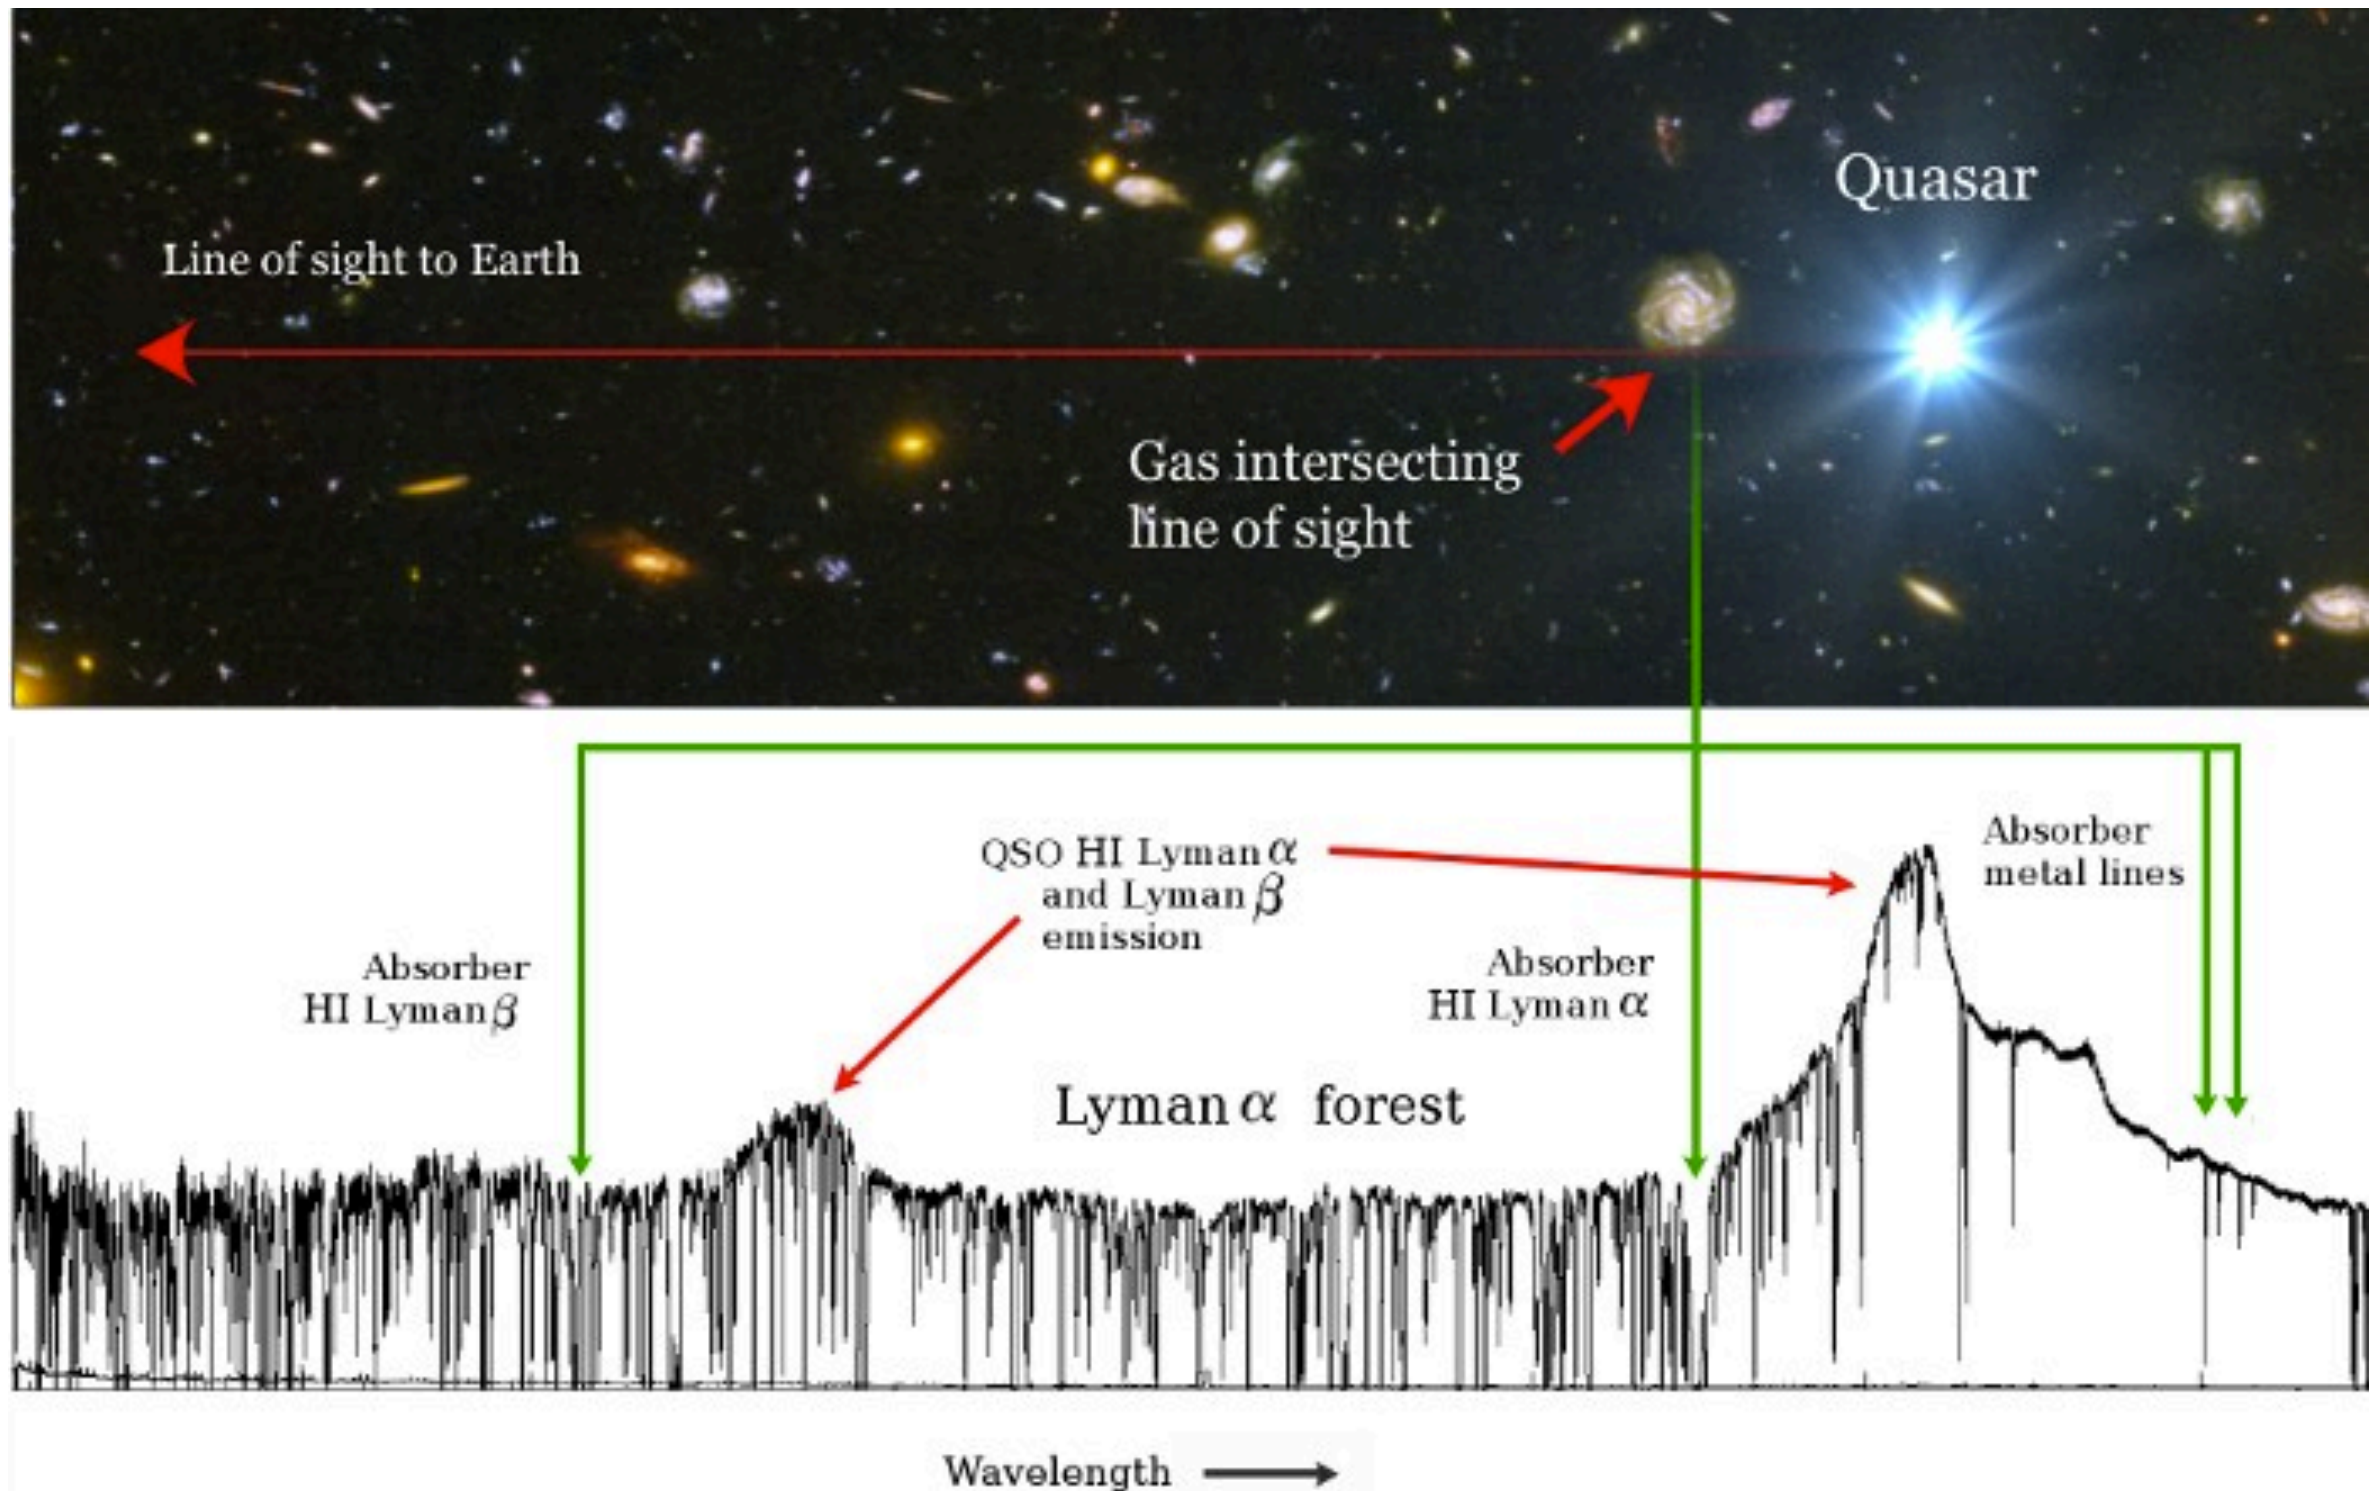 Quasar
Line of sight to Earth
Gas intersecting
line of sight
QSO HI Lyman α
and Lyman β
emission
Absorber
metal lines
Absorber
HI Lyman β
Absorber
HI Lyman α
Lyman α forest
Wavelength